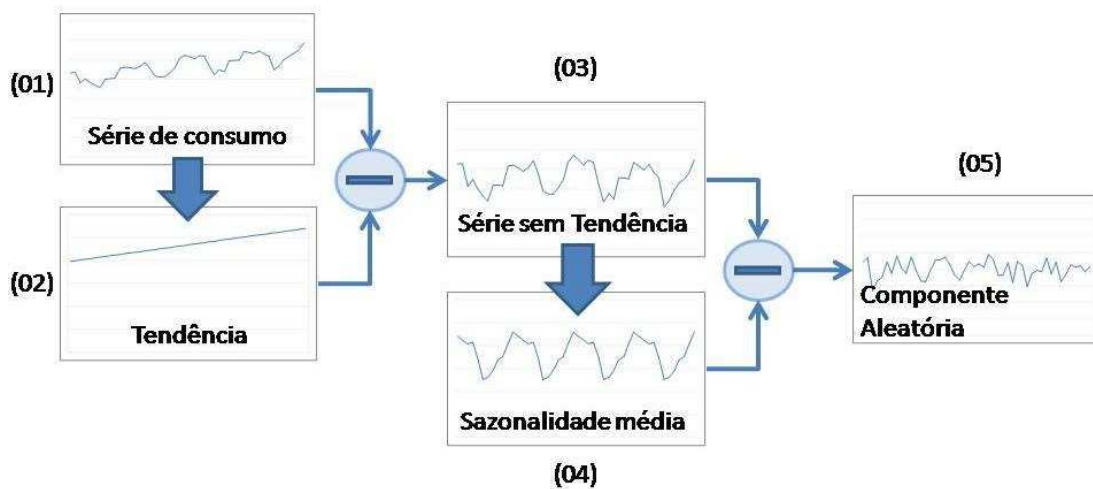 (01)
Série de consumo
(02)
Tendência
(03)
Série sem Tendência
Sazonalidade média
(04)
(05)
Componente
Aleatória